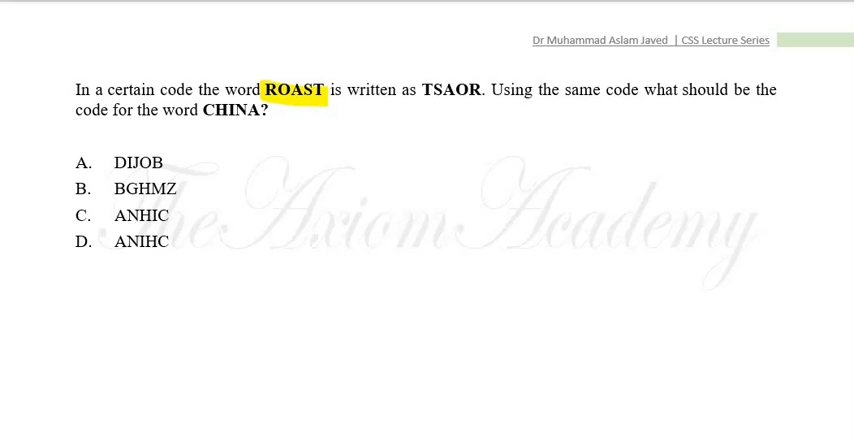 Dr Muhammad Aslam Javed | CSS Lecture Series
In a certain code the word ROAST is written as TSAOR. Using the same code what should be the
code for the word CHINA?
A. DIJOB
B. BGHMZ
C. ANHIC
D. ANIHC
The Axiom Academy